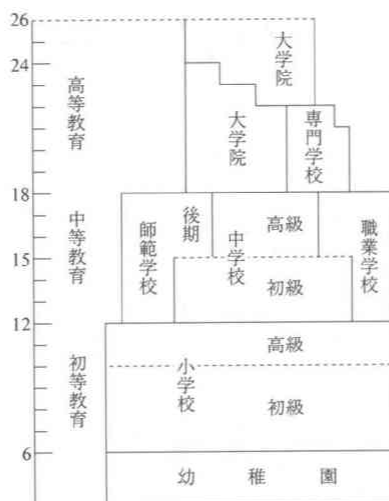 26
24
18
15
12
6
高等教育
中等教育
初等教育
大学院
大学院
専門学校
師範学校
後期
中学校
高級
初級
職業学校
高級
小学校
初級
幼稚園